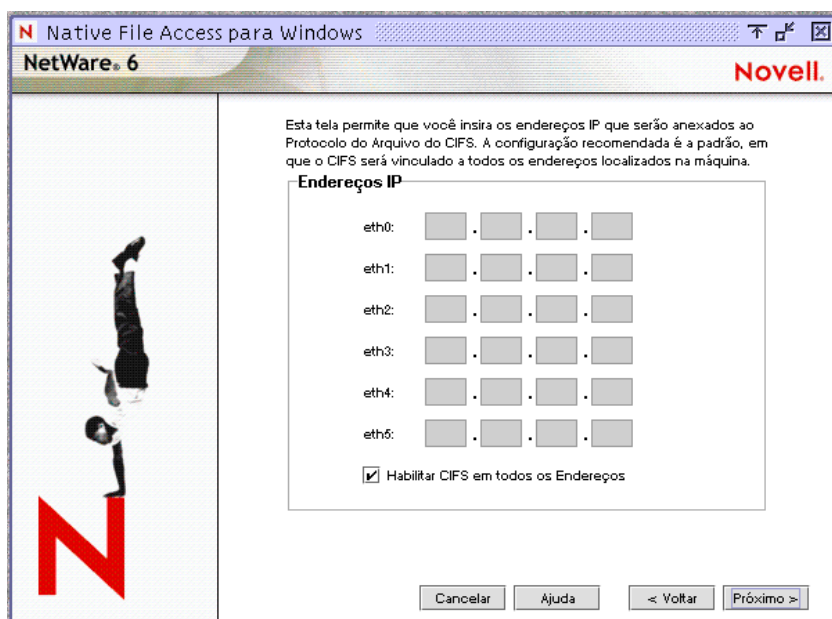 N Native File Access para Windows
NetWare® 6
Novell.
Esta tela permite que você insira os endereços IP que serão anexados ao
Protocolo do Arquivo do CIFS. A configuração recomendada é a padrão, em
que o CIFS será vinculado a todos os endereços localizados na máquina.
Endereços IP
eth0:
eth1:
eth2:
eth3:
eth4:
eth5:
Habilitar CIFS em todos os Endereços
N
Cancelar Ajuda < Voltar Próximo >